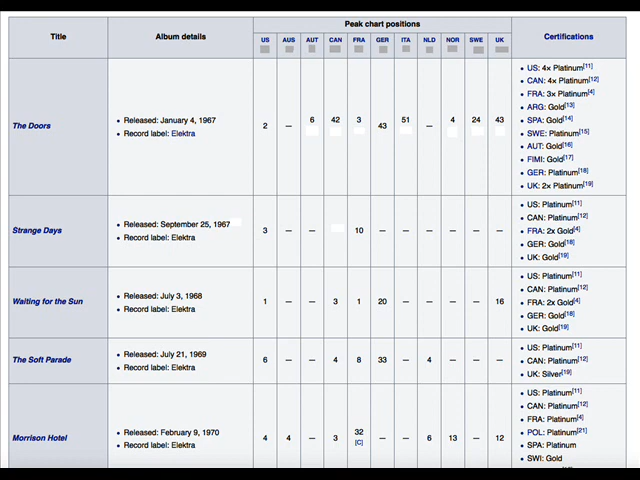 Title
Album details
Peak chart positions
Certifications
US AUS AUT CAN FRA GER ITA NLD NOR SWE UK
The Doors
• Released: January 4, 1967
• Record label: Elektra
2 — 6 42 3 43 51 — 4 24 43
• US: 4x Platinum[11]
• CAN: 4x Platinum[12]
• FRA: 3x Platinum[4]
• ARG: Gold[13]
• SPA: Gold[14]
• SWE: Platinum[15]
• AUT: Gold[16]
• FIMI: Gold[17]
• GER: Platinum[18]
• UK: 2x Platinum[19]
Strange Days
• Released: September 25, 1967
• Record label: Elektra
3 — — 10 — — — — — —
• US: Platinum[11]
• CAN: Platinum[12]
• FRA: 2x Gold[4]
• GER: Gold[18]
• UK: Gold[19]
Waiting for the Sun
• Released: July 3, 1968
• Record label: Elektra
1 — — 3 1 20 — — — — 16
• US: Platinum[11]
• CAN: Platinum[12]
• FRA: 2x Gold[4]
• GER: Gold[18]
• UK: Gold[19]
The Soft Parade
• Released: July 21, 1969
• Record label: Elektra
6 — — 4 8 33 — 4 — — —
• US: Platinum[11]
• CAN: Platinum[12]
• UK: Silver[19]
Morrison Hotel
• Released: February 9, 1970
• Record label: Elektra
4 4 — 3 32 — — 6 13 — 12
[C]
• US: Platinum[11]
• CAN: Platinum[12]
• FRA: Platinum[4]
• POL: Platinum[21]
• SPA: Platinum
• SWI: Gold